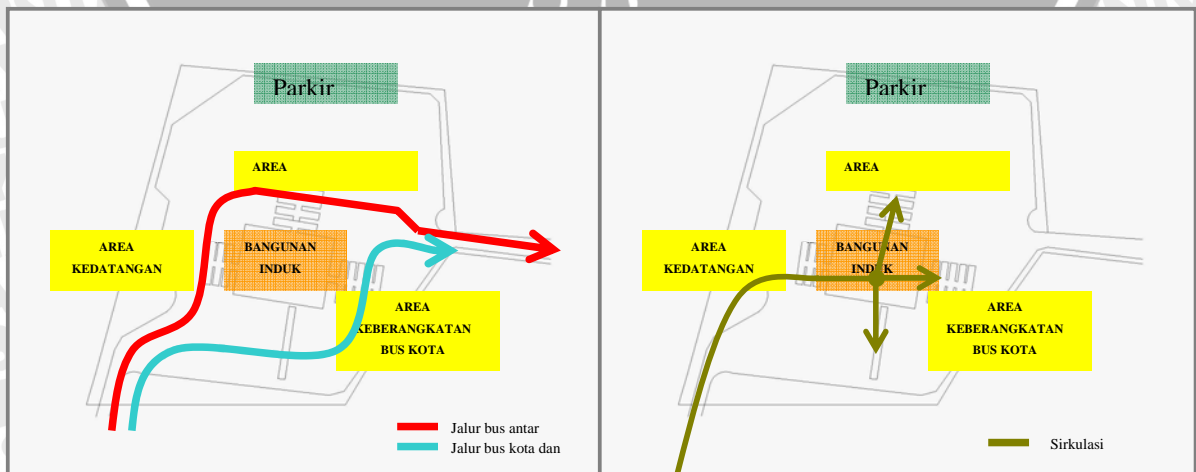 Parkir
AREA
AREA
KEDATANGAN
BANGUNAN
INDUK
AREA
KEBERANGKATAN
BUS KOTA
Jalur bus antar
Jalur bus kota dan
Parkir
AREA
AREA
KEDATANGAN
BANGUNAN
INDUK
AREA
KEBERANGKATAN
BUS KOTA
Sirkulasi